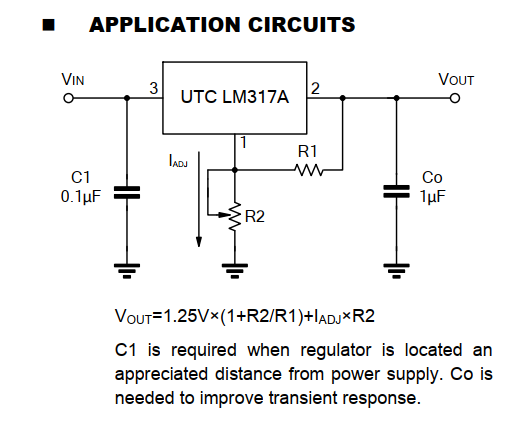 ■ APPLICATION CIRCUITS
VIN
3
UTC LM317A
2
VOUT
1
IADJ
R1
C1
0.1μF
R2
Co
1μF
VOUT=1.25V×(1+R2/R1)+IADJ×R2
C1 is required when regulator is located an
appreciated distance from power supply. Co is
needed to improve transient response.